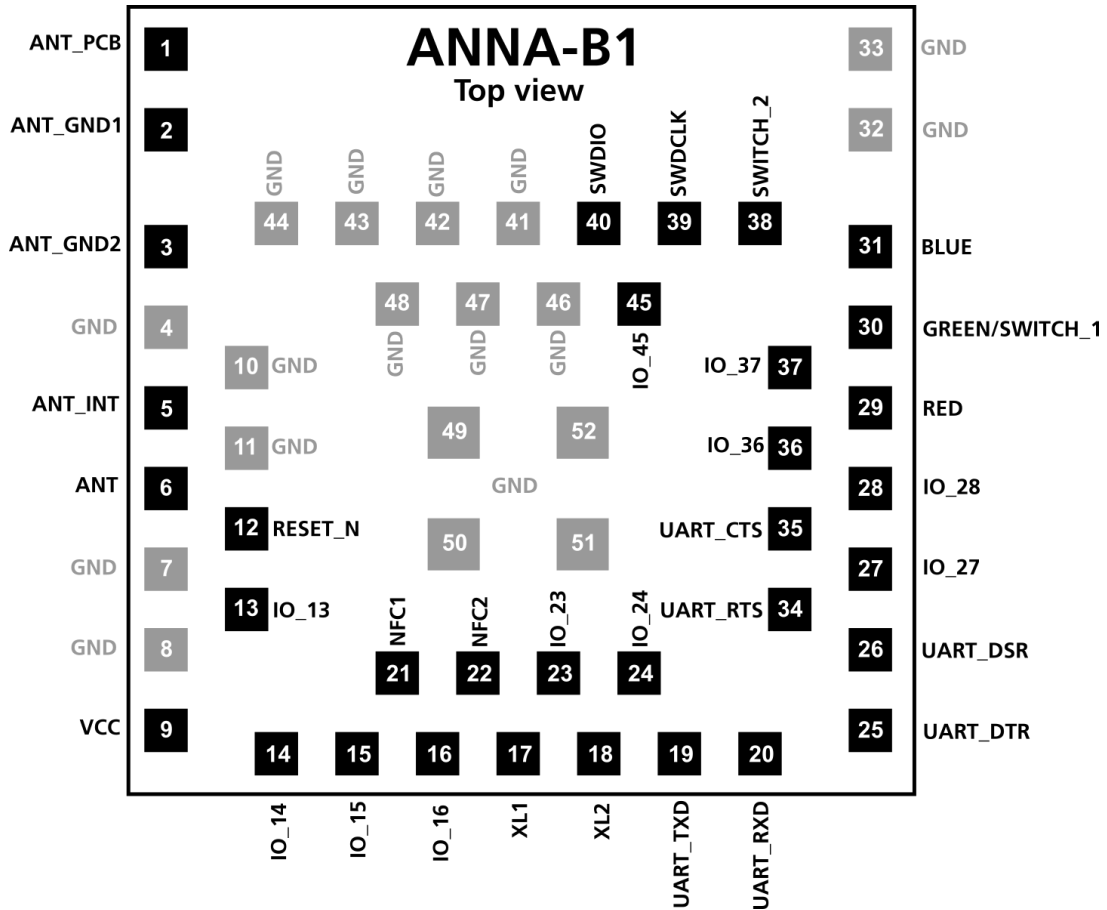 ANNA-B1
Top view
ANT_PCB 1
33 GND
ANT_GND1 2
32 GND
GND GND GND GND SWDIO SWDCLK SWITCH_2
44 43 42 41 40 39 38
ANT_GND2 3
31 BLUE
48 47 46 45
GND GND GND IO_45
GND 4
30 GREEN/SWITCH_1
10 GND
IO_37 37
ANT_INT 5
29 RED
49 52
11 GND
IO_36 36
ANT 6
GND
28 IO_28
12 RESET_N
50 51
UART_CTS 35
GND 7
27 IO_27
13 IO_13
UART_RTS 34
NFC1 NFC2 IO_23 IO_24
21 22 23 24
GND 8
26 UART_DSR
VCC 9
25 UART_DTR
14 15 16 17 18 19 20
IO_14 IO_15 IO_16 XL1 XL2 UART_TXD UART_RXD